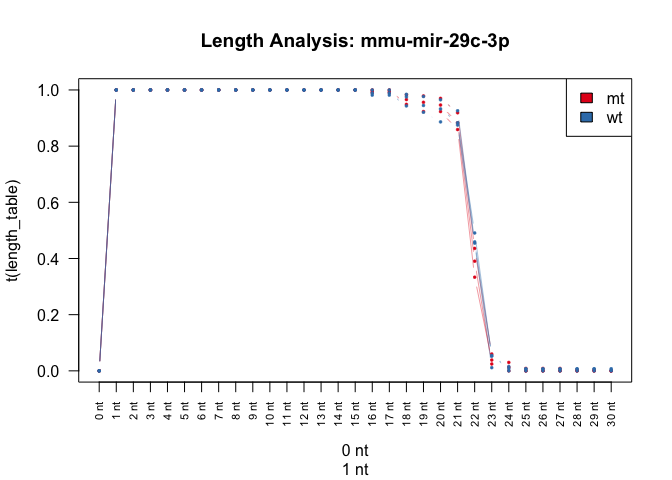 Length Analysis: mmu-mir-29c-3p
mt
wt
t(length_table)
1.0
0.8
0.6
0.4
0.2
0.0
0 nt
1 nt
2 nt
3 nt
4 nt
5 nt
6 nt
7 nt
8 nt
9 nt
10 nt
11 nt
12 nt
13 nt
14 nt
15 nt
16 nt
17 nt
18 nt
19 nt
20 nt
21 nt
22 nt
23 nt
24 nt
25 nt
26 nt
27 nt
28 nt
29 nt
30 nt
0 nt
1 nt